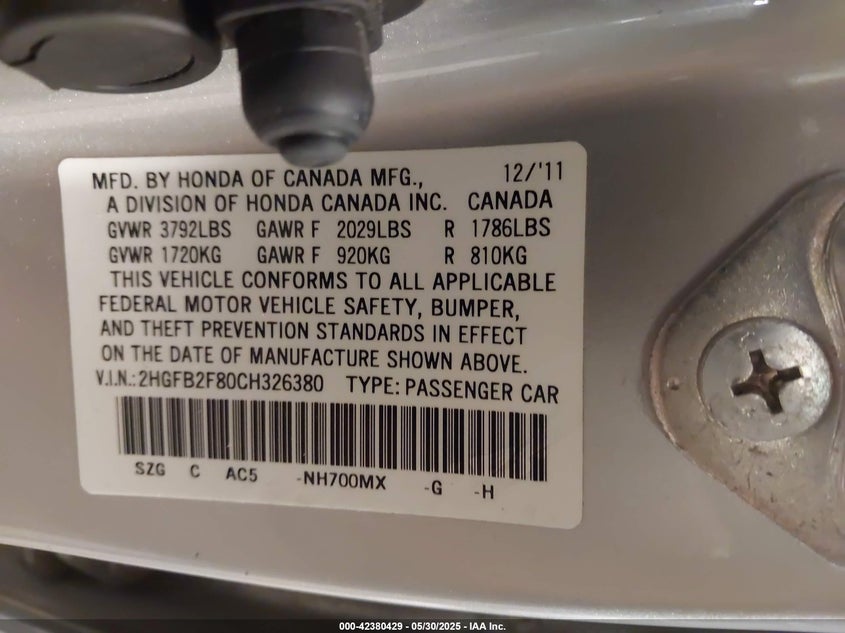 MFD. BY HONDA OF CANADA MFG., 12/'11
A DIVISION OF HONDA CANADA INC. CANADA
GVWR 3792LBS GAWR F 2029LBS R 1786LBS
GVWR 1720KG GAWR F 920KG R 810KG
THIS VEHICLE CONFORMS TO ALL APPLICABLE
FEDERAL MOTOR VEHICLE SAFETY, BUMPER,
AND THEFT PREVENTION STANDARDS IN EFFECT
ON THE DATE OF MANUFACTURE SHOWN ABOVE.
V.I.N.:2HGFB2F80CH326380 TYPE: PASSENGER CAR
SZG C AC5 -NH700MX -G -H
000-42380429 - 05/30/2025 - IAA Inc.